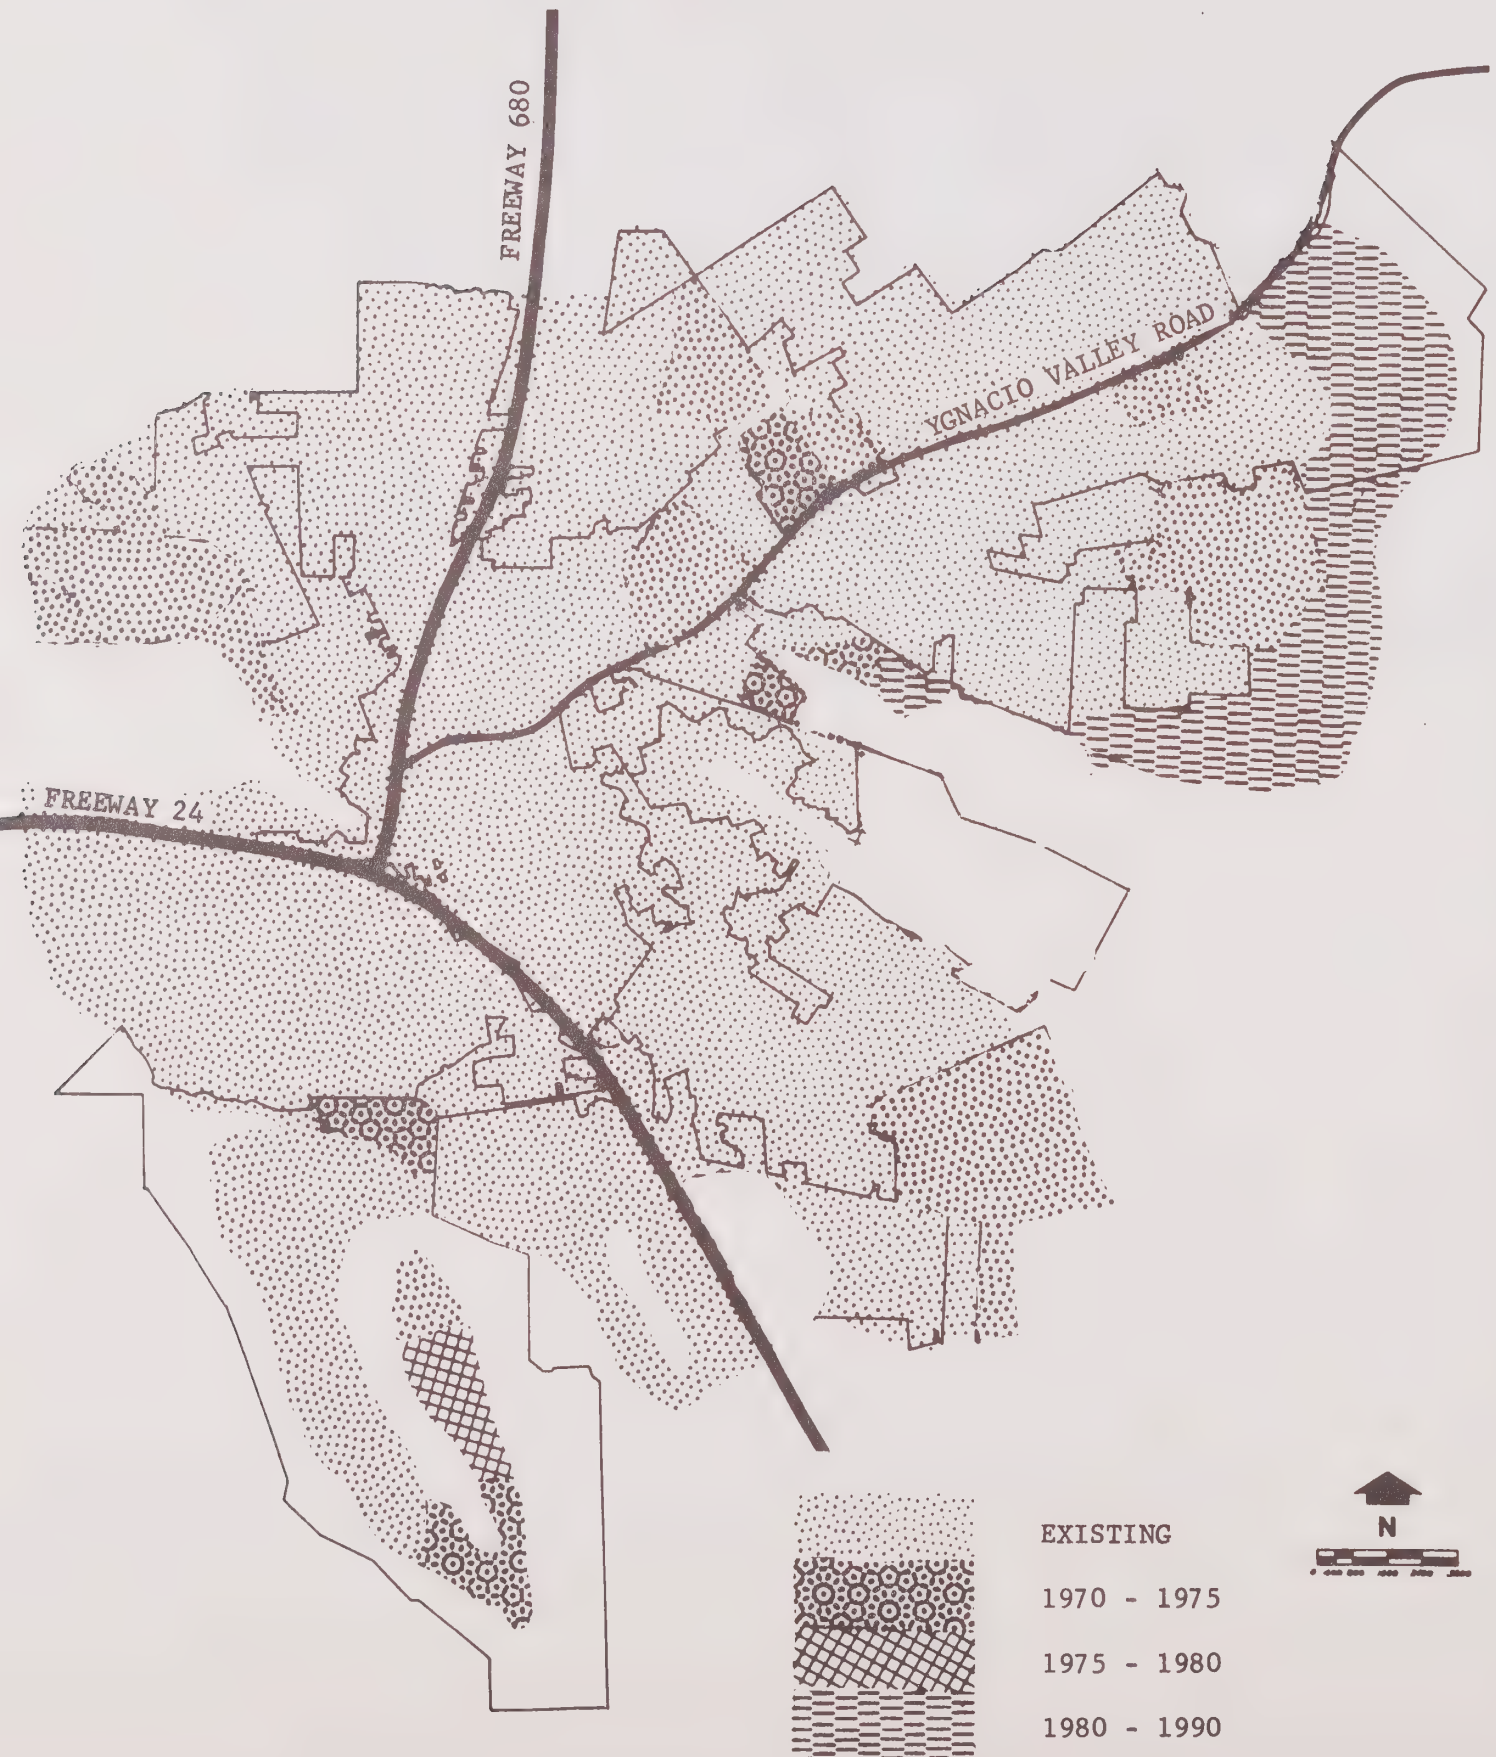 FREEWAY 680
YGNACIO VALLEY ROAD
FREEWAY 24
EXISTING
1970 - 1975
1975 - 1980
1980 - 1990
N